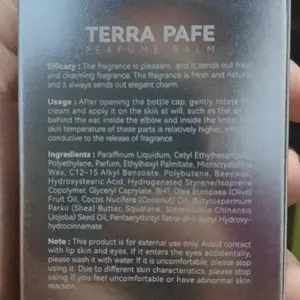 TERRA PAFE
PERFUME BALM
Efficacy : The fragrance is pleasant, and it sends out fresh
and charming fragrance. The fragrance is fresh and natural
and it always sends out elegant charm.
Usage : After opening the bottle cap, gently rotate the
cream and apply it on the skin at will, such as the
behind the ear, inside the elbow and inside the knee. The
skin temperature of these parts is relatively higher, which
conducive to the release of fragrance.
Ingredients : Paraffinum Liquidum, Cetyl Ethylhexanoate,
Polyethylene, Parfum, Ethylhexyl Palmitate, Microcrystalline
Wax, C12-15 Alkyl Benzoate, Polybutene, Beeswax,
Hydroxystearic Acid, Hydrogenated Styrene/Isoprene
Copolymer, Glyceryl Caprylate, BHT, Olea Europaea (Olive)
Fruit Oil, Cocos Nucifera (Coconut) Oil, Butyrospermum
Parkii (Shea) Butter, Squalane, Simmondsia Chinensis
(Jojoba) Seed Oil, Pentaerythrityl Tetra-di-t-butyl Hydroxy-
hydrocinnamate
Note : This product is for external use only. Avoid contact
with lip skin and eyes. If it enters the eyes accidentally,
please wash it with water. If it is uncomfortable, please stop
using it. Due to different skin characteristics, please stop
using if you feel uncomfortable or have abnormal skin
reaction.